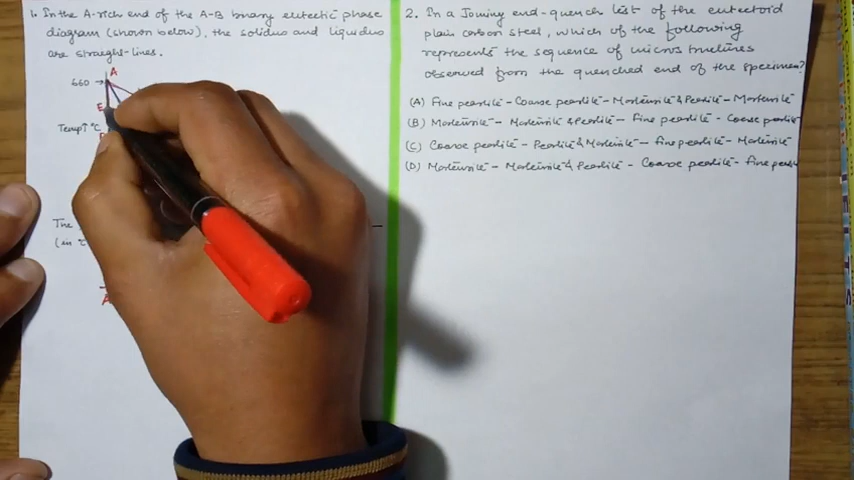 1. In the A-rich end of the A-B binary eutectic phase
diagram (shown below), the solidus and liquidus
are straight-lines.
A
660
E
Temp °C
The
(in °C
A
2. In a Jominy end-quench test of the eutectoid
plain carbon steel, which of the following
represents the sequence of microstructures
observed from the quenched end of the specimen?
(A) Fine pearlite - Coarse pearlite - Martensite & Pearlite - Martensite
(B) Martensite - Martensite & Pearlite - Fine pearlite - Coarse pearlite
(C) Coarse pearlite - Pearlite & Martensite - fine pearlite - Martensite
(D) Martensite - Martensite & Pearlite - Coarse pearlite - fine